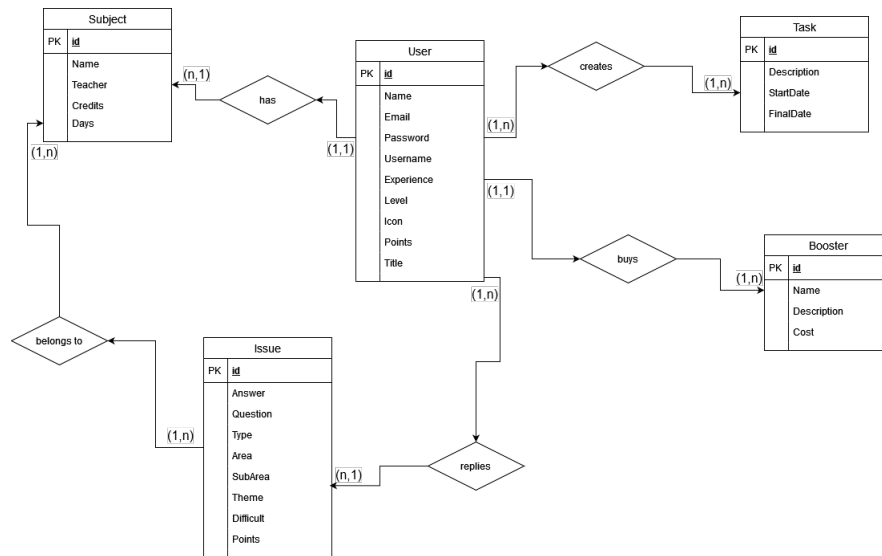 Subject
PK id
Name
Teacher
Credits
Days
(n,1)
(1,n)
has
(1,1)
User
PK id
Name
Email
Password
Username
Experience
Level
Icon
Points
Title
(1,n)
(1,1)
(1,n)
creates
(1,n)
Task
PK id
Description
StartDate
FinalDate
buys
(1,n)
Booster
PK id
Name
Description
Cost
belongs to
(1,n)
Issue
PK id
Answer
Question
Type
Area
SubArea
Theme
Difficult
Points
(n,1)
replies